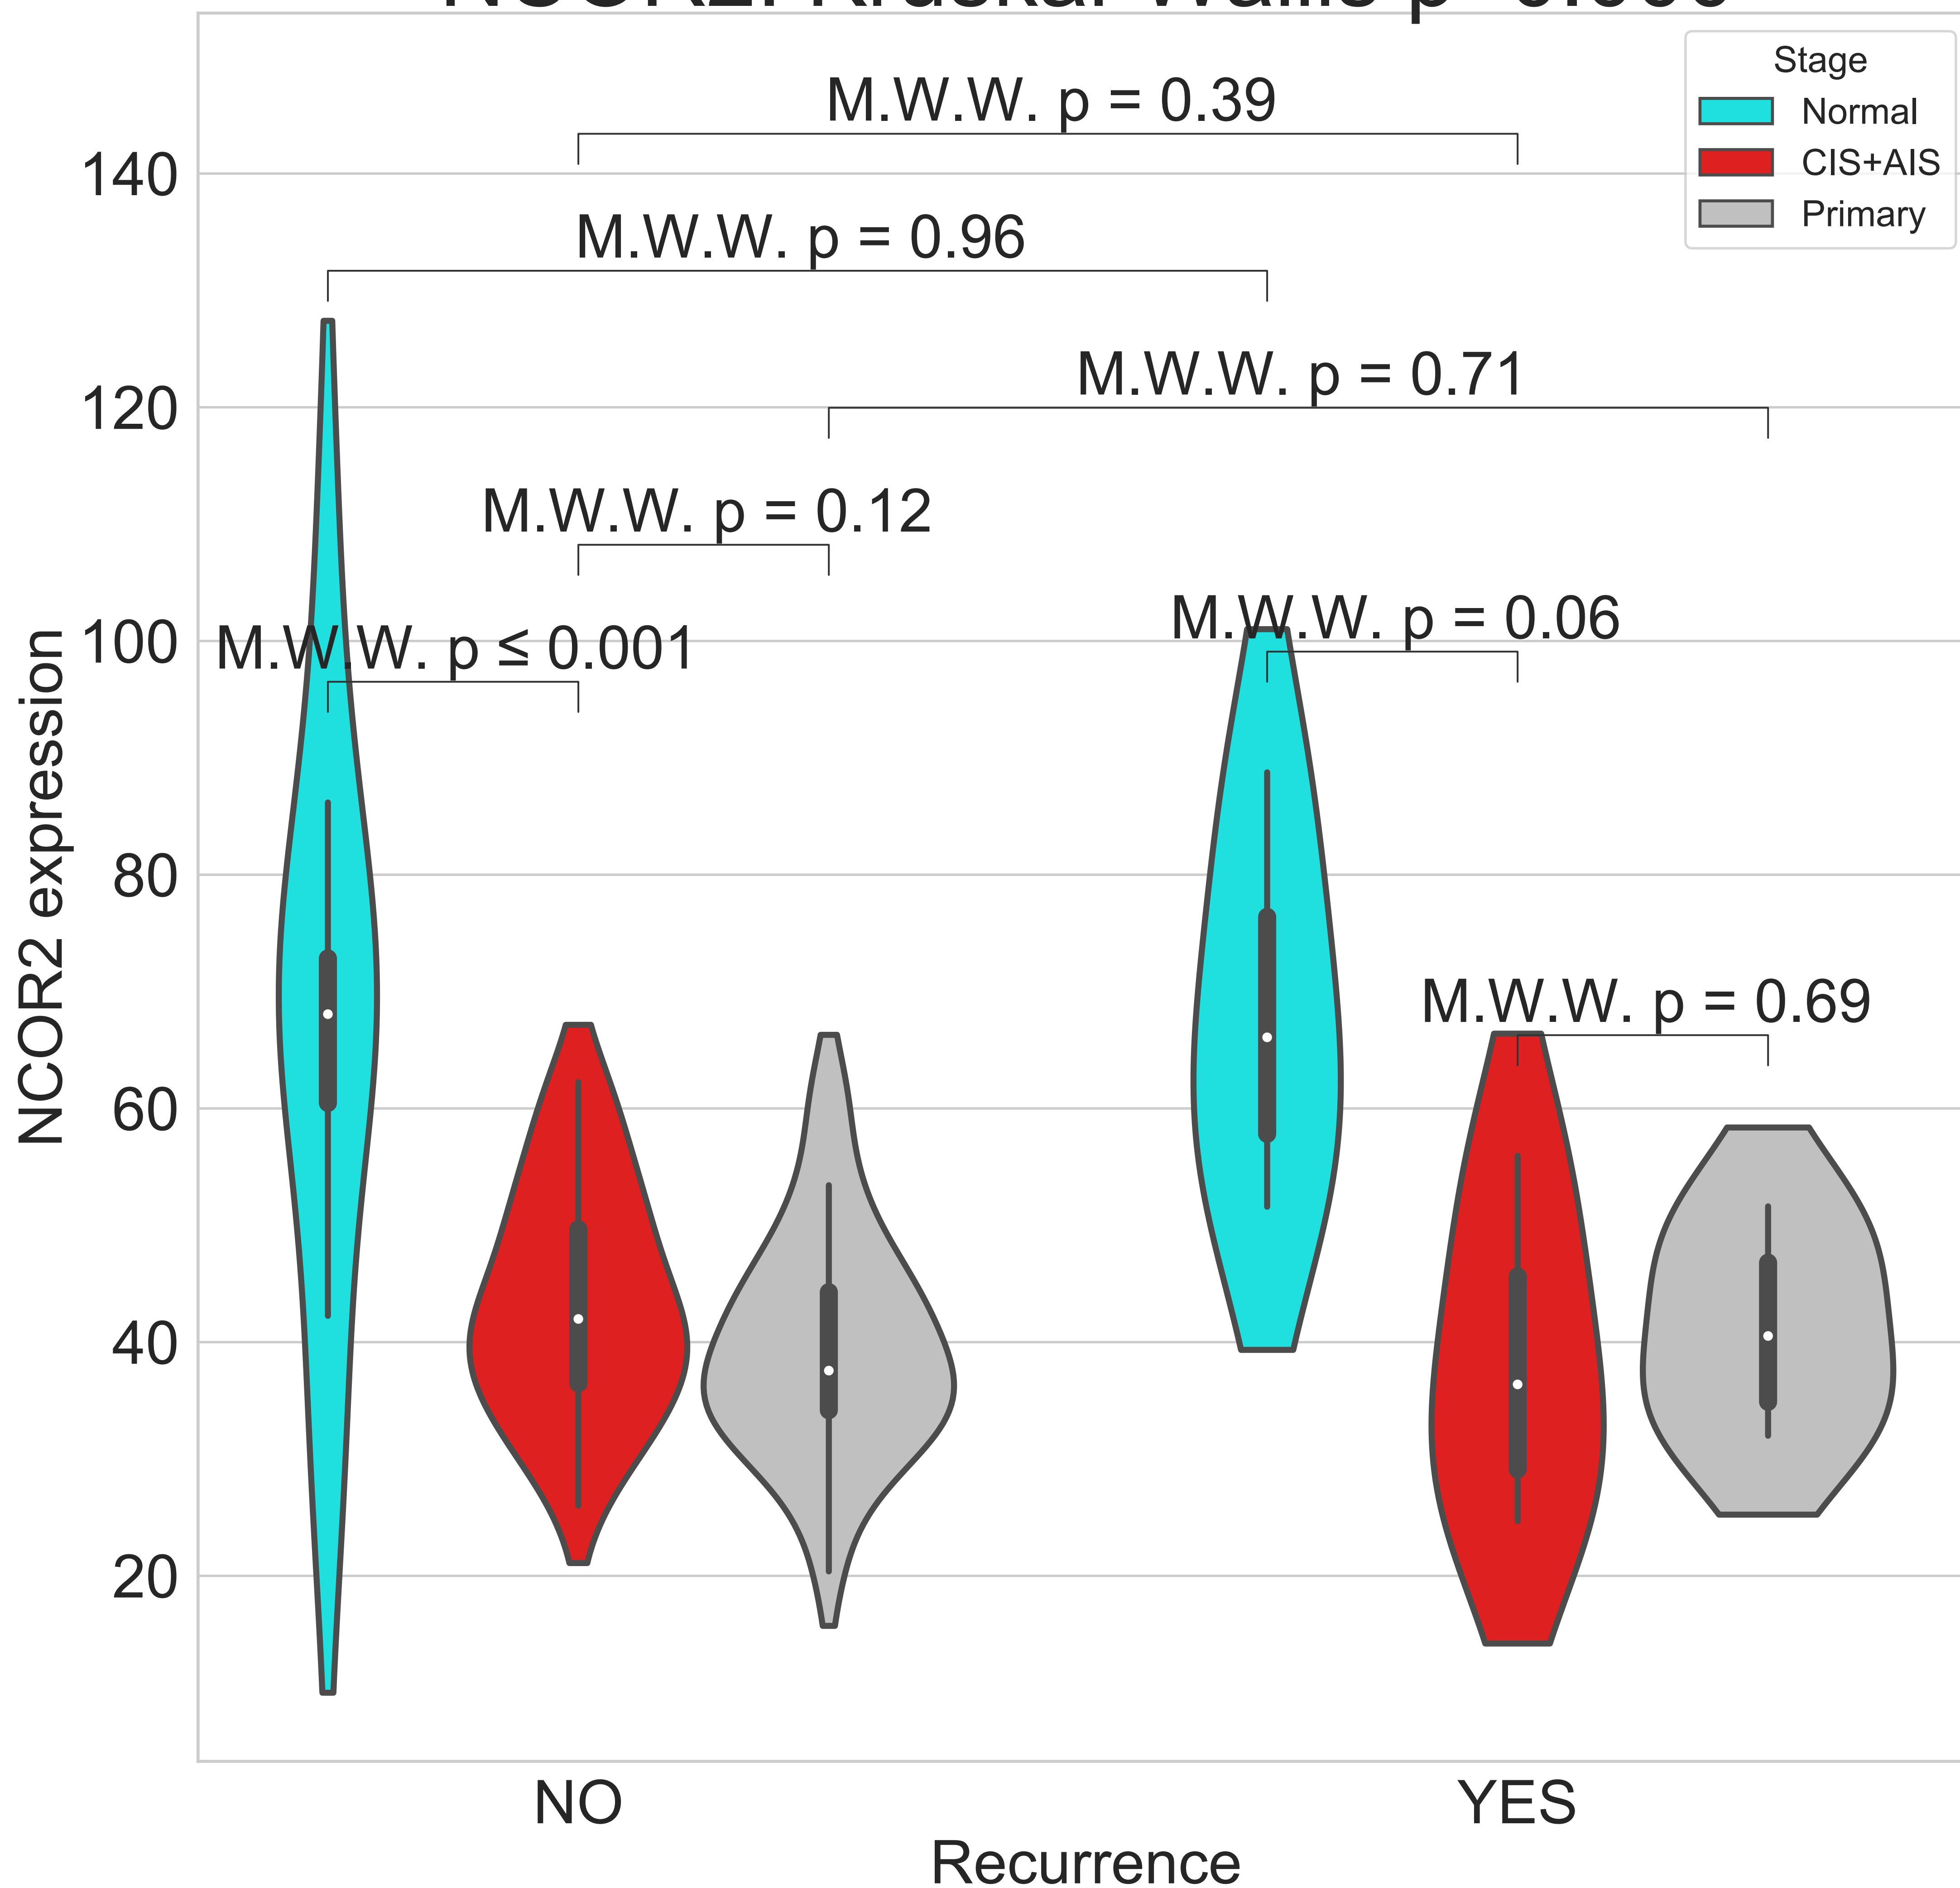 Stage
Normal
CIS+AIS
Primary
M.W.W. p = 0.39
140
M.W.W. p = 0.96
M.W.W. p = 0.71
120
M.W.W. p = 0.12
M.W.W. p = 0.06
M.W.W. p ≤ 0.001
100
80
M.W.W. p = 0.69
60
40
20
NCOR2 expression
NO
YES
Recurrence